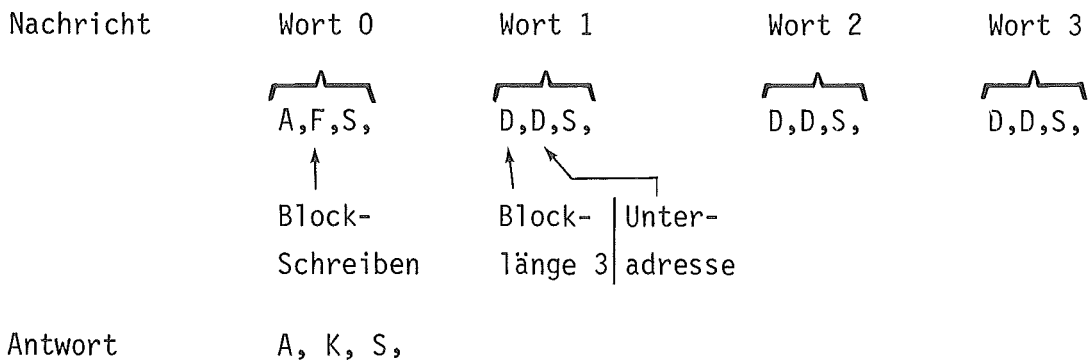 Nachricht Wort 0 Wort 1 Wort 2 Wort 3
A,F,S, D,D,S, D,D,S, D,D,S,
Block- Block- Unter-
Schreiben länge 3 adresse
Antwort A, K, S,